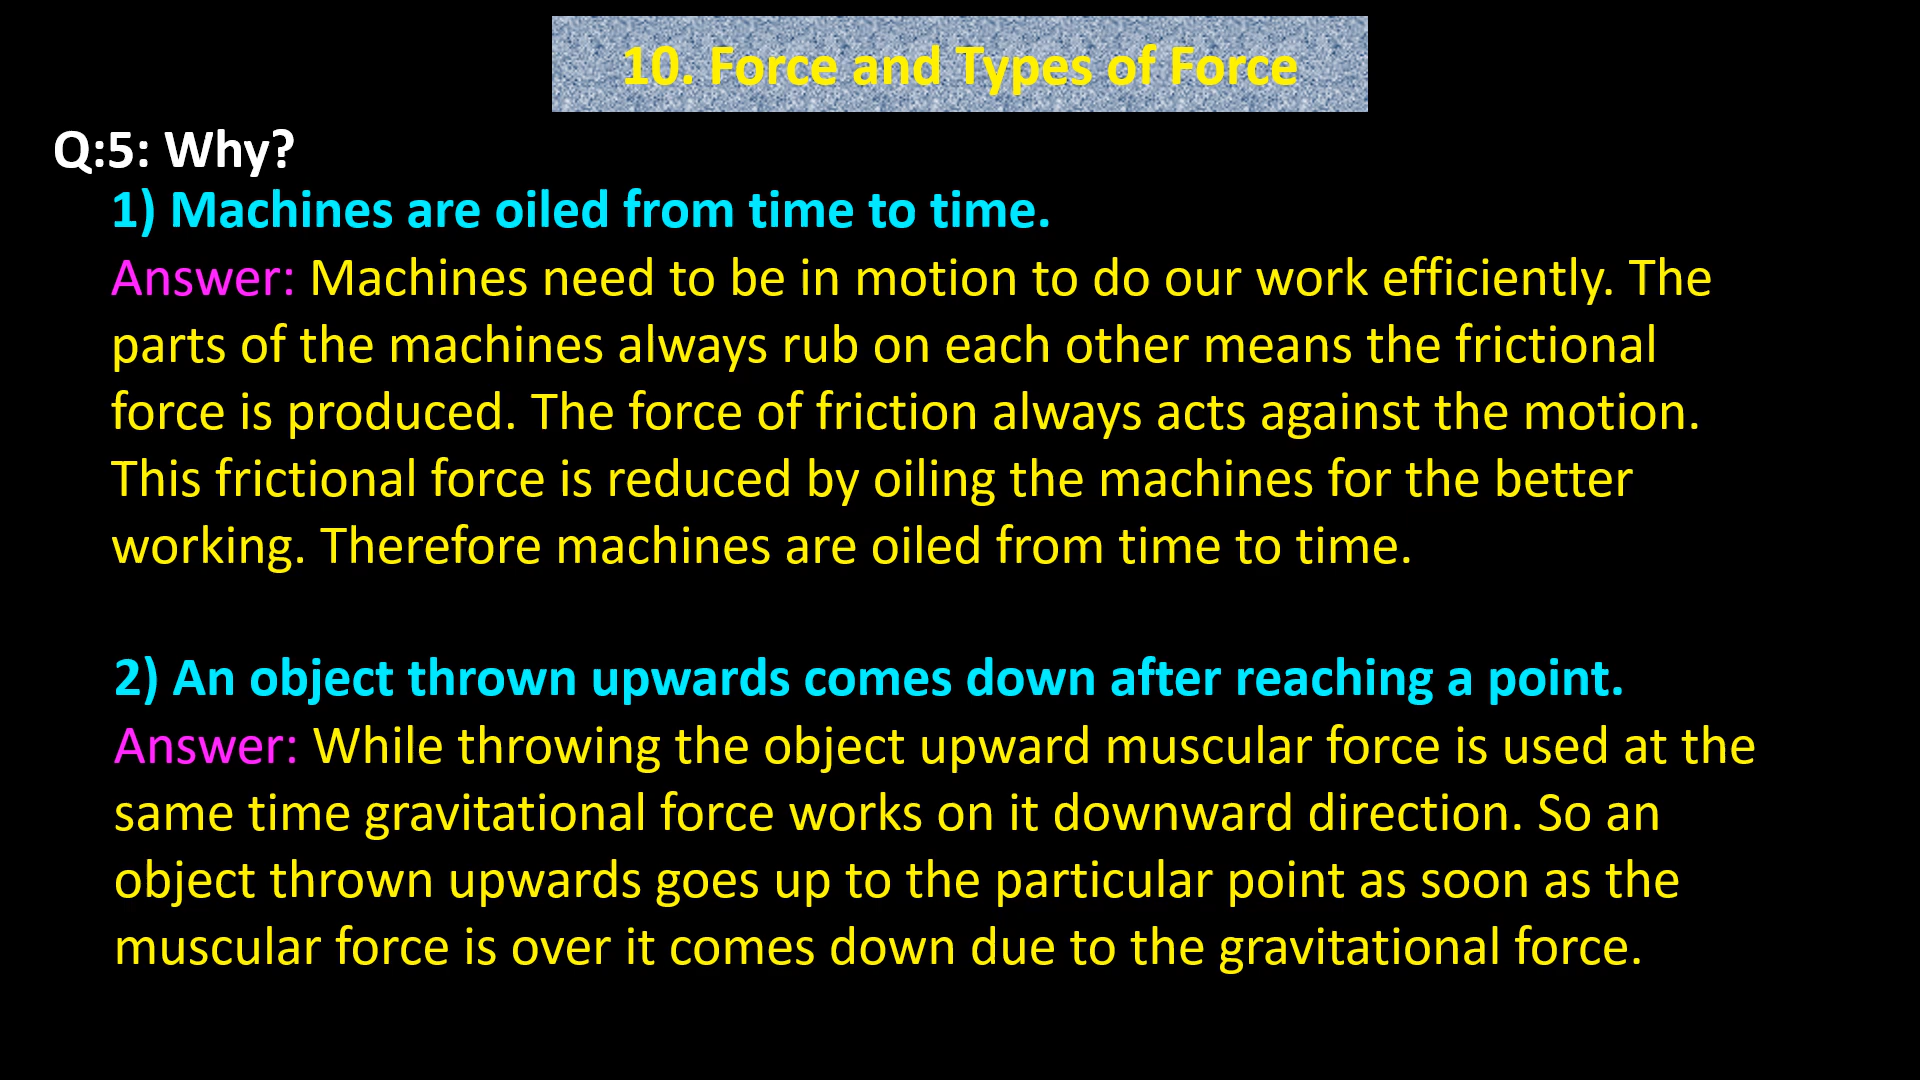 10. Force and Types of Force
Q:5: Why?
1) Machines are oiled from time to time.
Answer: Machines need to be in motion to do our work efficiently. The
parts of the machines always rub on each other means the frictional
force is produced. The force of friction always acts against the motion.
This frictional force is reduced by oiling the machines for the better
working. Therefore machines are oiled from time to time.
2) An object thrown upwards comes down after reaching a point.
Answer: While throwing the object upward muscular force is used at the
same time gravitational force works on it downward direction. So an
object thrown upwards goes up to the particular point as soon as the
muscular force is over it comes down due to the gravitational force.